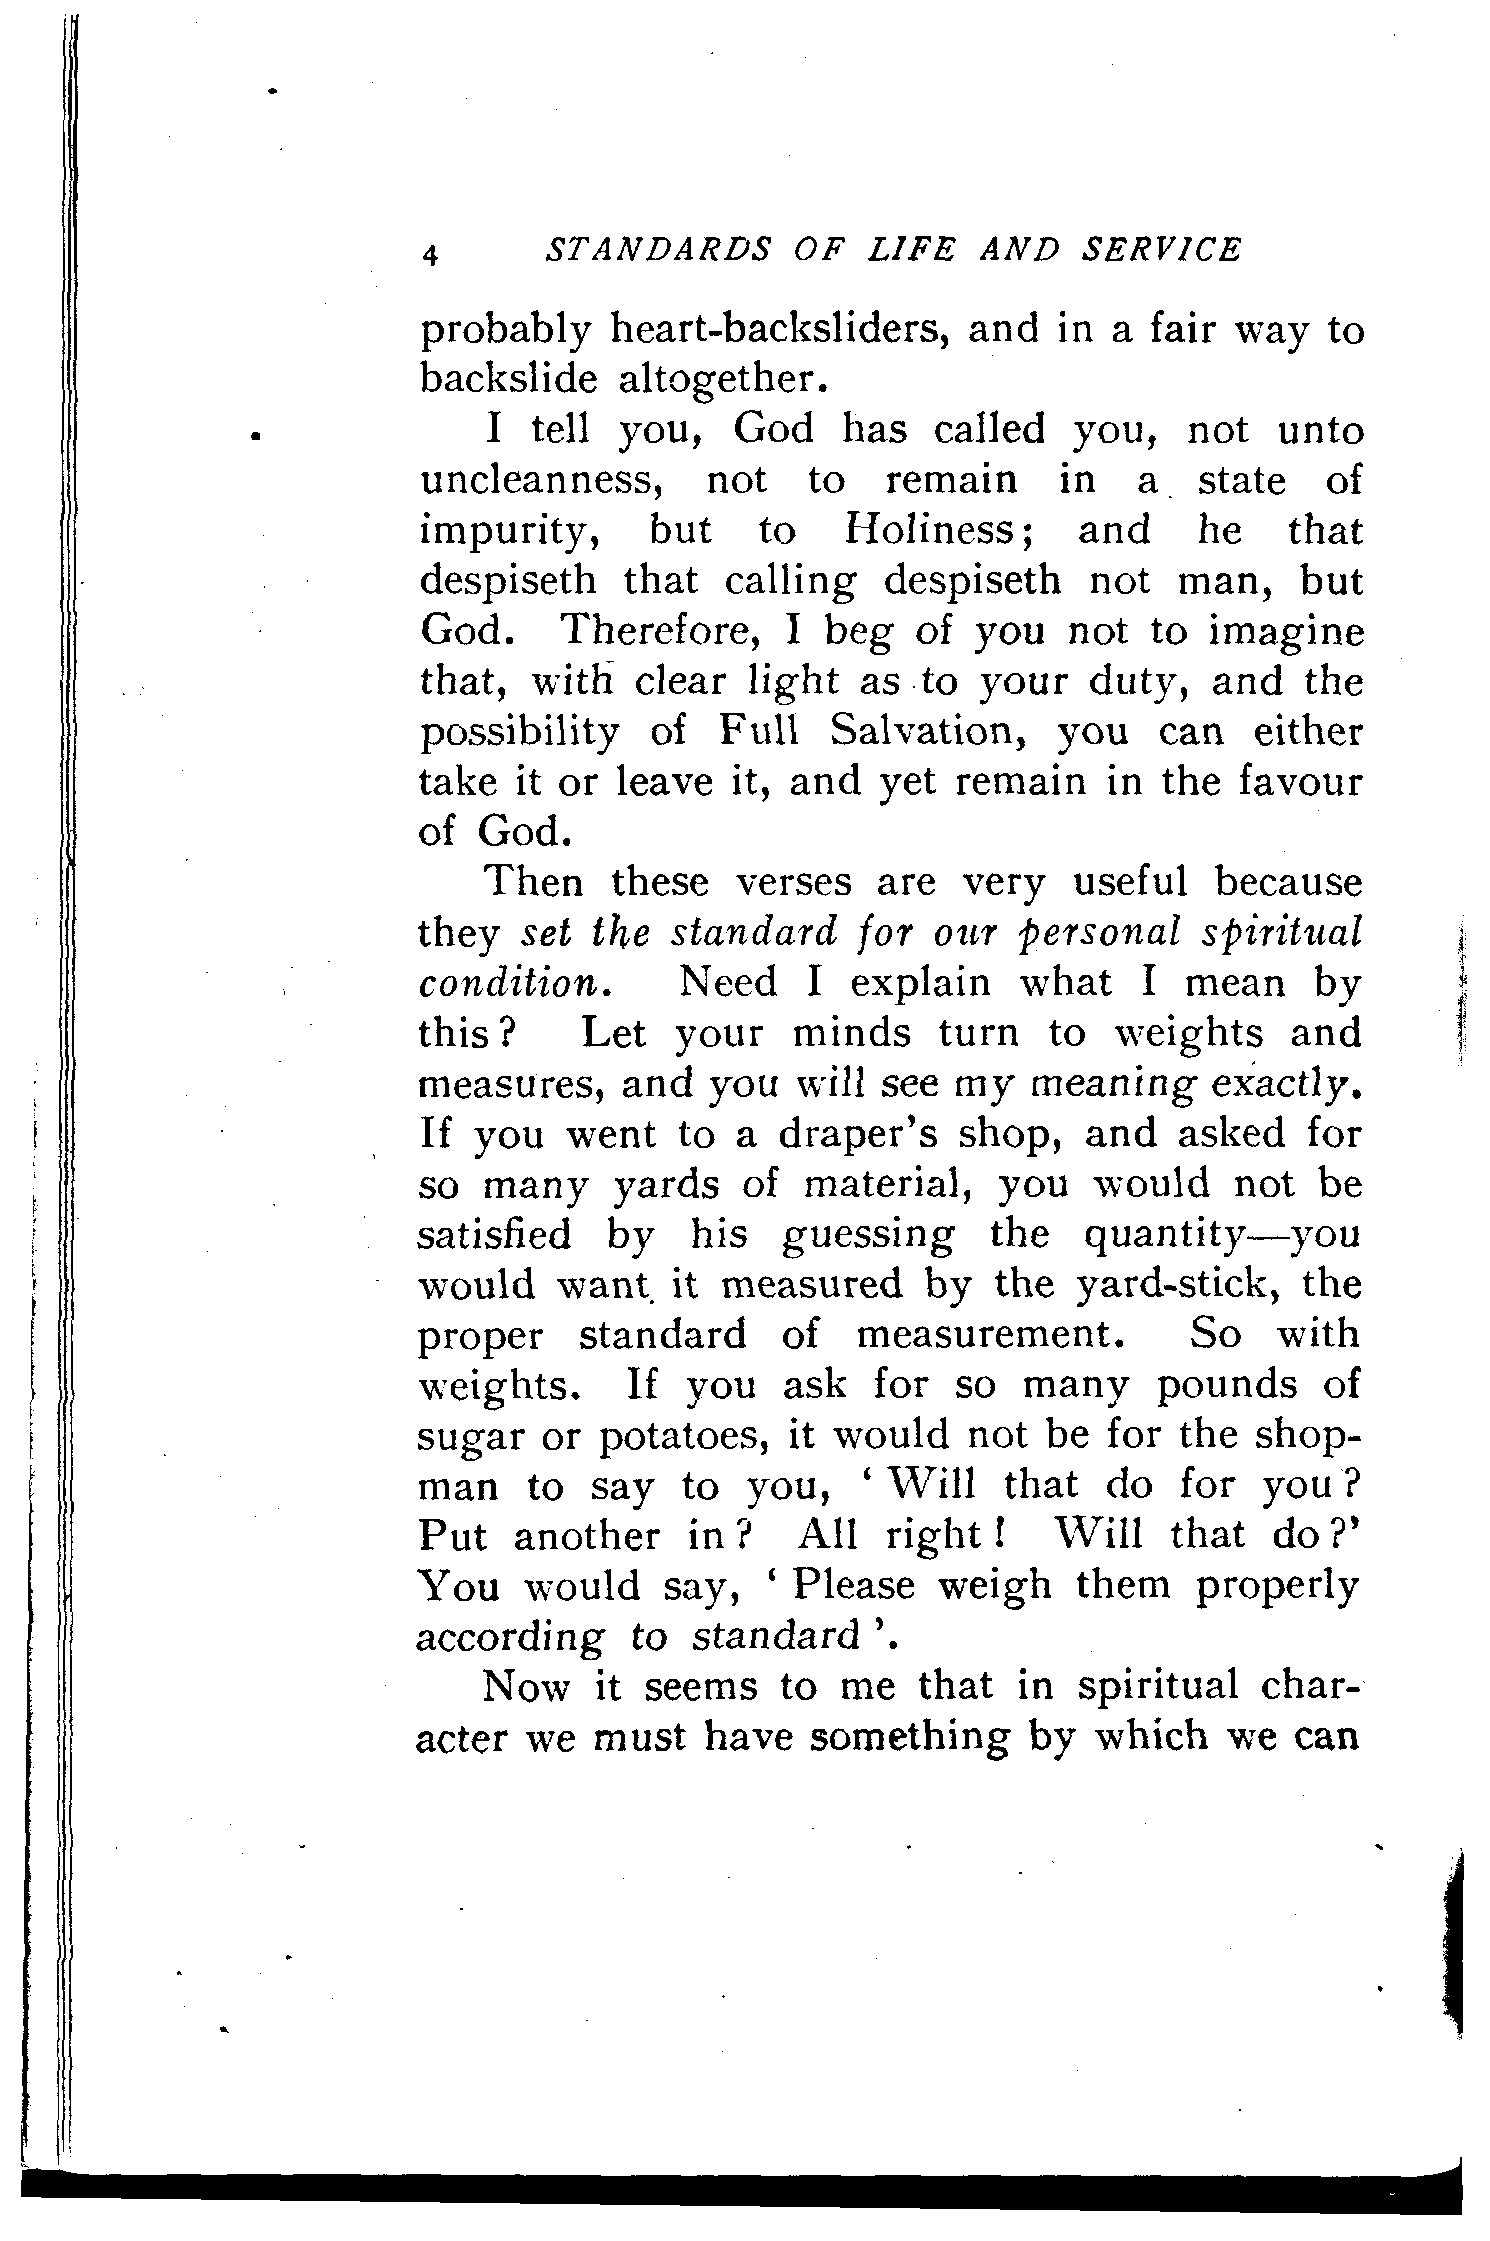 4 STANDARDS OF LIFE AND SERVICE
probably heart-backsliders, and in a fair way to
backslide altogether.
I tell you, God has called you, not unto
uncleanness, not to remain in a state of
impurity, but to Holiness; and he that
despiseth that calling despiseth not man, but
God. Therefore, I beg of you not to imagine
that, with clear light as to your duty, and the
possibility of Full Salvation, you can either
take it or leave it, and yet remain in the favour
of God.
Then these verses are very useful because
they set the standard for our personal spiritual
condition. Need I explain what I mean by
this? Let your minds turn to weights and
measures, and you will see my meaning exactly.
If you went to a draper's shop, and asked for
so many yards of material, you would not be
satisfied by his guessing the quantity—you
would want it measured by the yard-stick, the
proper standard of measurement. So with
weights. If you ask for so many pounds of
sugar or potatoes, it would not be for the shop-
man to say to you, ‘ Will that do for you?
Put another in? All right! Will that do?’
You would say, ‘ Please weigh them properly
according to standard ’.
Now it seems to me that in spiritual char-
acter we must have something by which we can